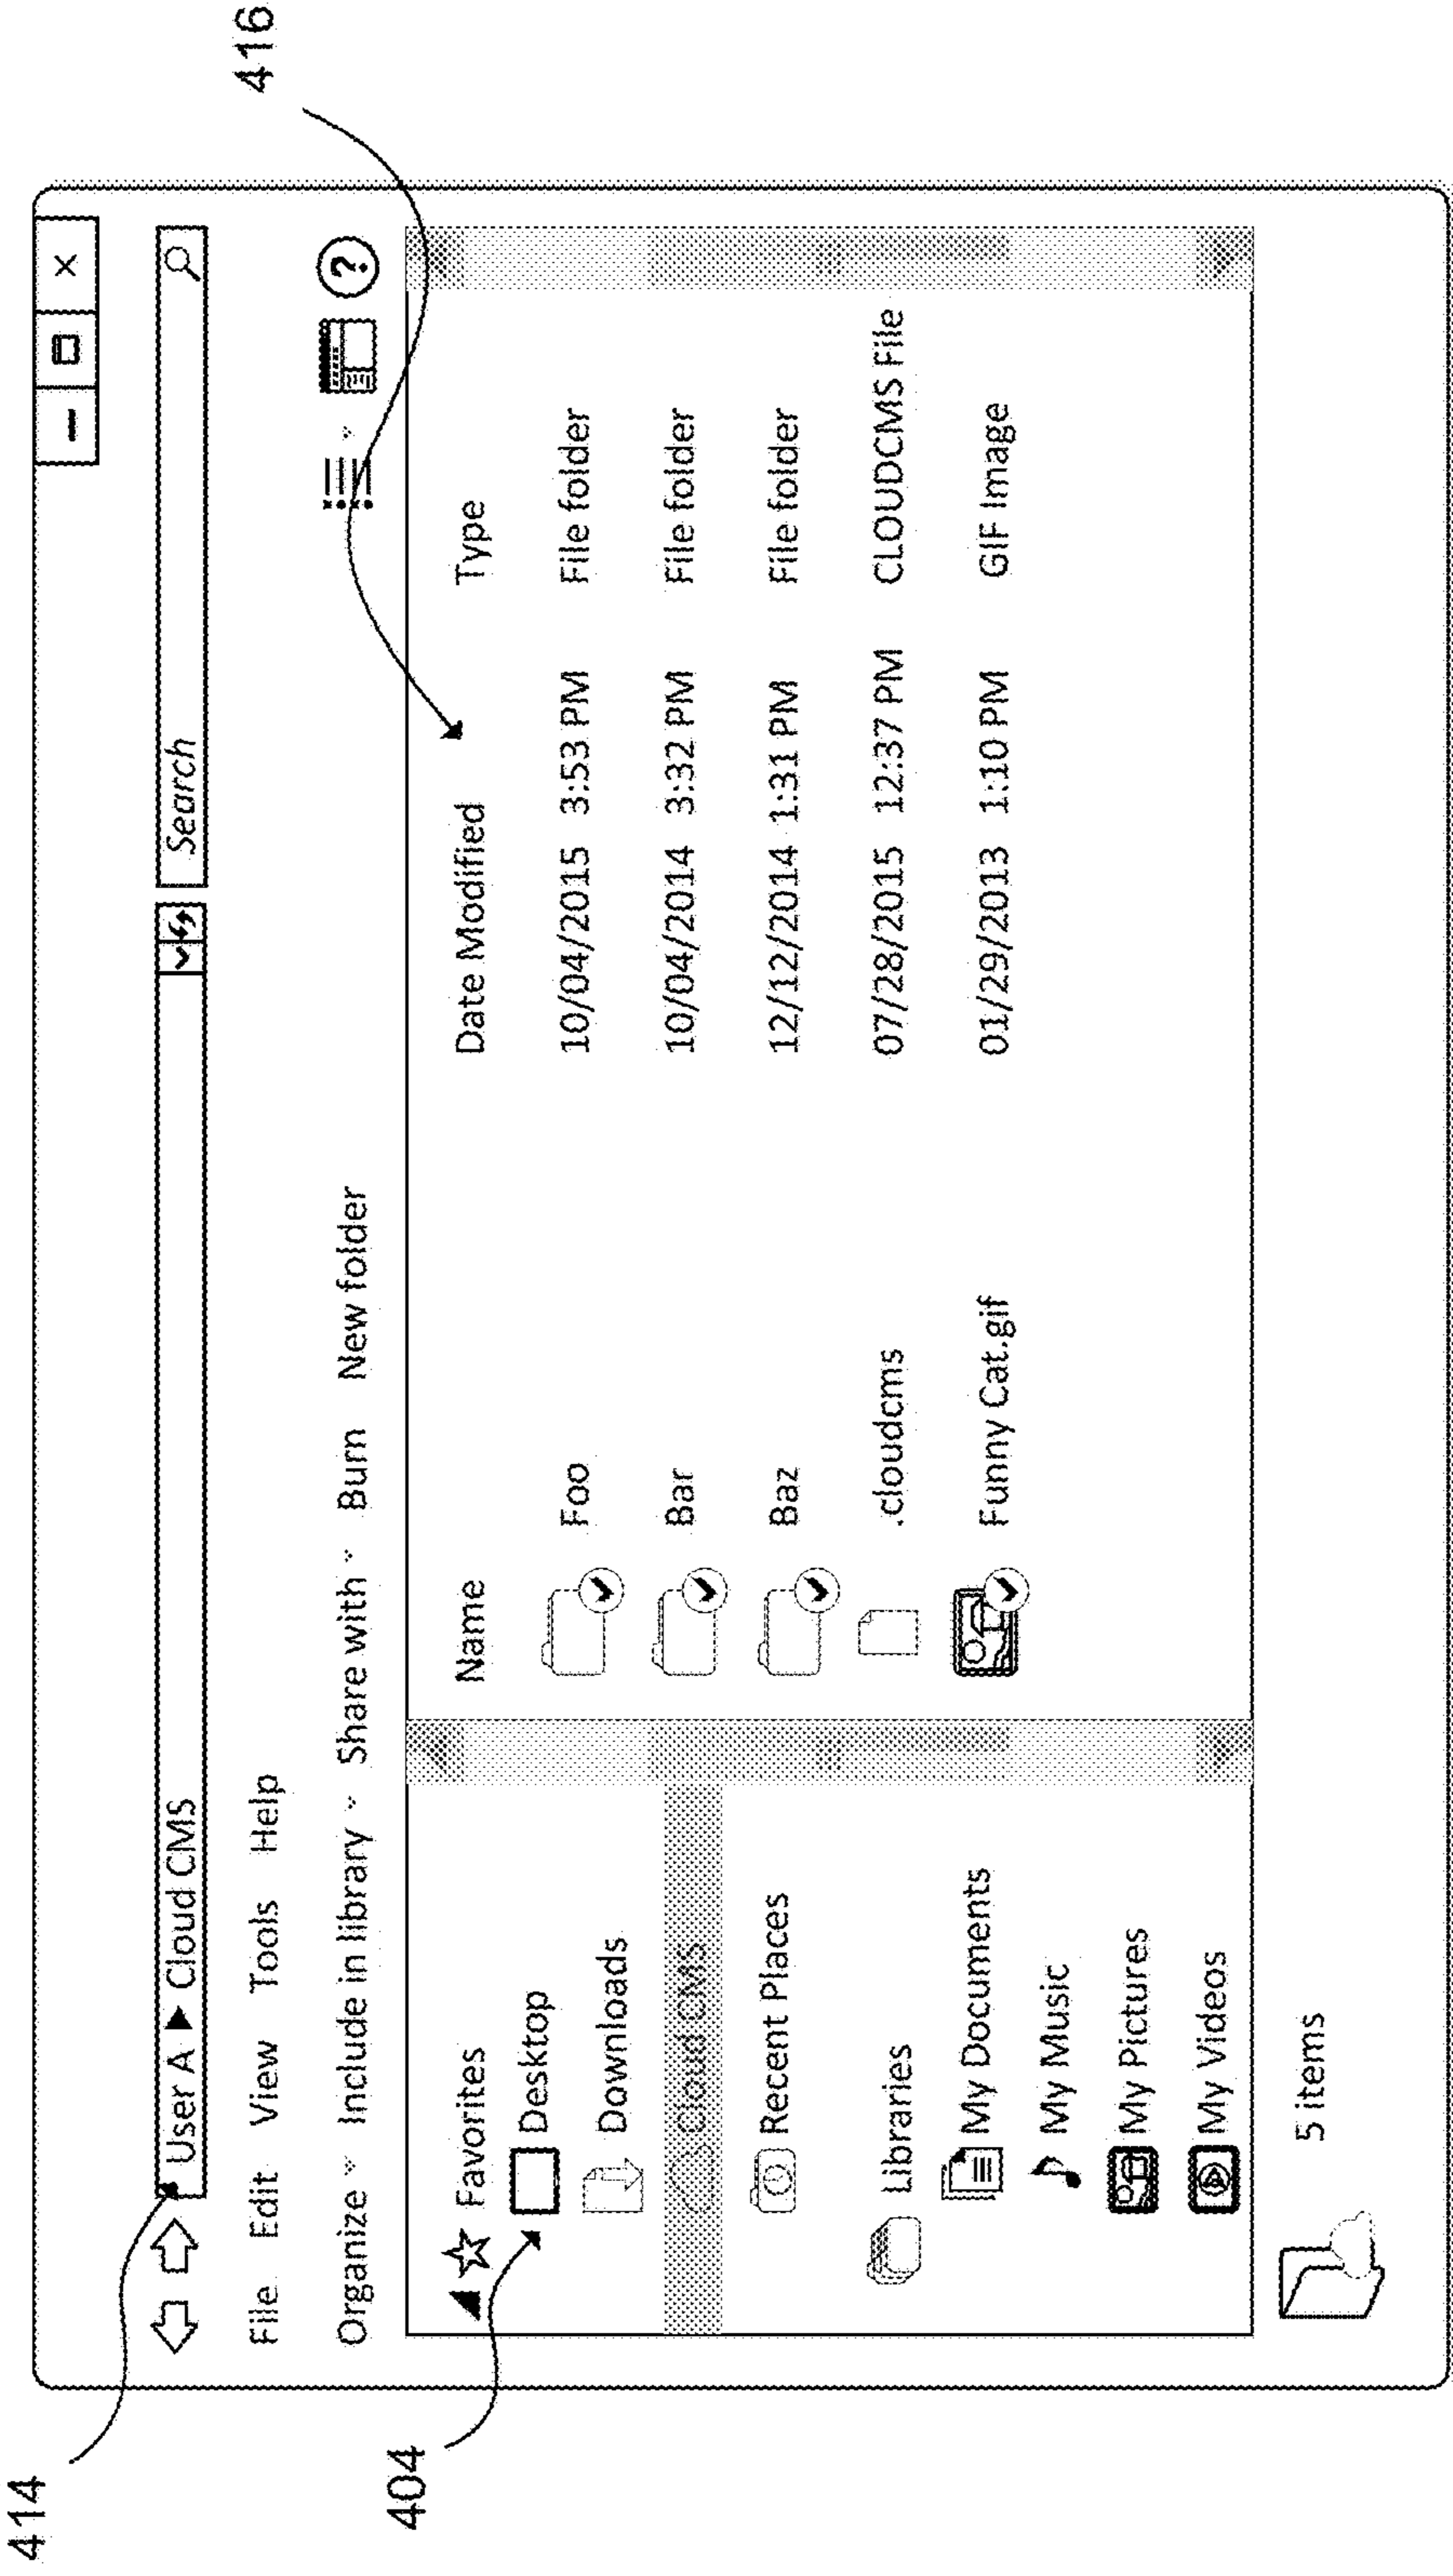 414
416
User A ▶ Cloud CMS
Search
File Edit View Tools Help
Organize Include in library Share with Burn New folder
404
Favorites
Desktop
Downloads
Cloud CMS
Recent Places
Libraries
My Documents
My Music
My Pictures
My Videos
Name Date Modified Type
Foo 10/04/2015 3:53 PM File folder
Bar 10/04/2014 3:32 PM File folder
Baz 12/12/2014 1:31 PM File folder
.cloudcms 07/28/2015 12:37 PM CLOUDCMS File
Funny Cat.gif 01/29/2013 1:10 PM GIF Image
5 items